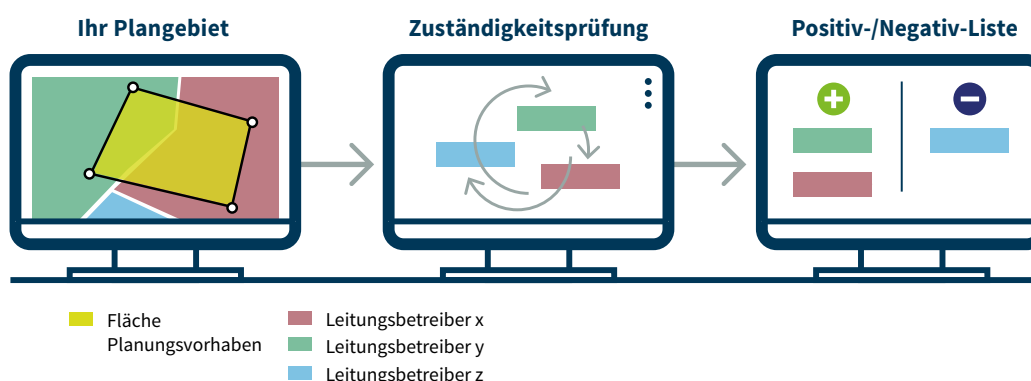 Ihr Plangebiet
Zuständigkeitsprüfung
Positiv-/Negativ-Liste
Fläche
Planungsvorhaben
Leitungsbetreiber x
Leitungsbetreiber y
Leitungsbetreiber z